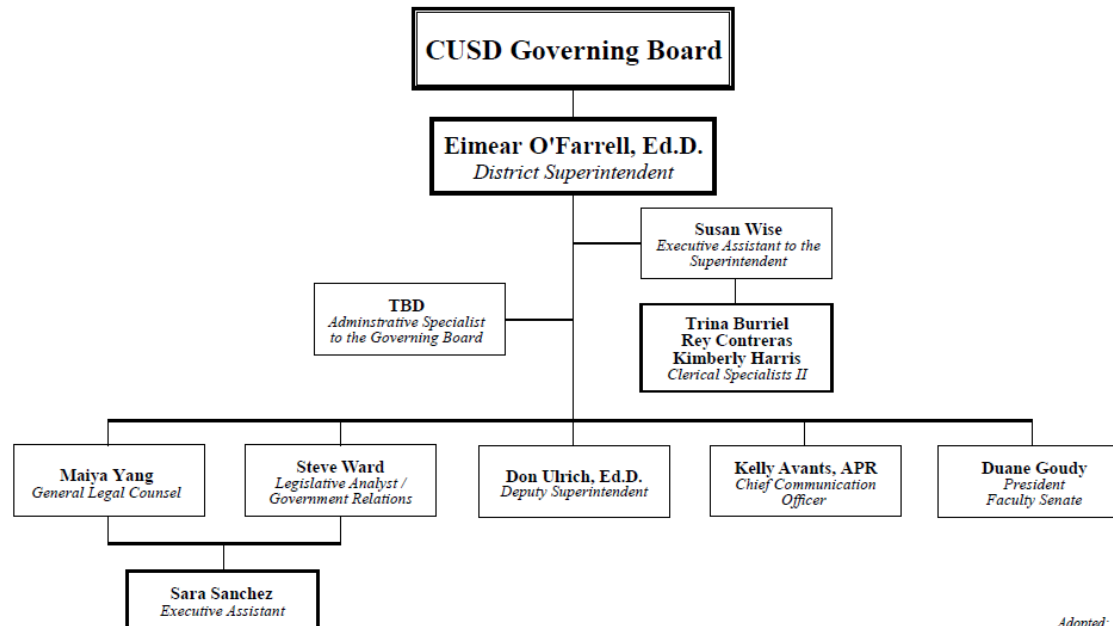 CUSD Governing Board
Eimear O'Farrell, Ed.D.
District Superintendent
Susan Wise
Executive Assistant to the
Superintendent
TBD
Adminstrative Specialist
to the Governing Board
Trina Burriel
Rey Contreras
Kimberly Harris
Clerical Specialists II
Maiya Yang
General Legal Counsel
Steve Ward
Legislative Analyst /
Government Relations
Don Ulrich, Ed.D.
Deputy Superintendent
Kelly Avants, APR
Chief Communication
Officer
Duane Goudy
President
Faculty Senate
Sara Sanchez
Executive Assistant
Adopted: